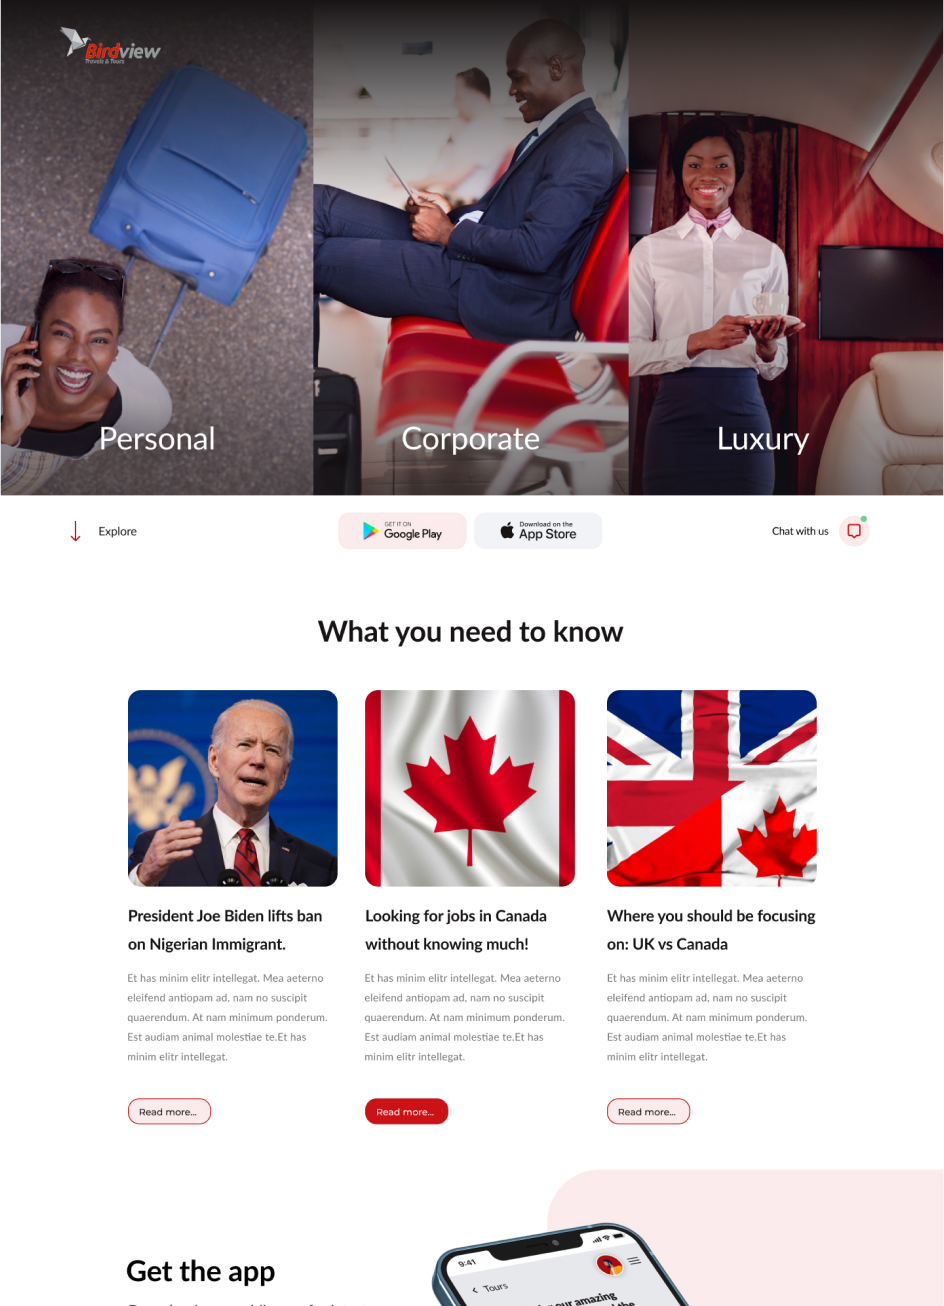 Birdview
Travels & Tours
Personal
Corporate
Luxury
Explore
GET IT ON
Google Play
Download on the
App Store
Chat with us
What you need to know
President Joe Biden lifts ban
on Nigerian Immigrant.
Et has minim elitr intellegat. Mea aeterno
eleifend antiopam ad, nam no suscipit
quaerendum. At nam minimum ponderum.
Est audiam animal molestiae te.Et has
minim elitr intellegat.
Read more...
Looking for jobs in Canada
without knowing much!
Et has minim elitr intellegat. Mea aeterno
eleifend antiopam ad, nam no suscipit
quaerendum. At nam minimum ponderum.
Est audiam animal molestiae te.Et has
minim elitr intellegat.
Read more...
Where you should be focusing
on: UK vs Canada
Et has minim elitr intellegat. Mea aeterno
eleifend antiopam ad, nam no suscipit
quaerendum. At nam minimum ponderum.
Est audiam animal molestiae te.Et has
minim elitr intellegat.
Read more...
Get the app
9:41
Tours
our amazing